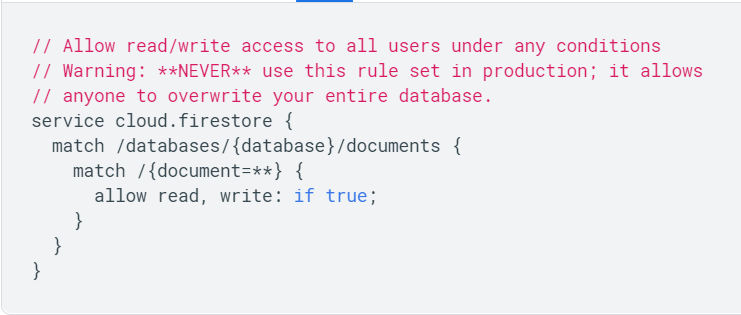 // Allow read/write access to all users under any conditions
// Warning: **NEVER** use this rule set in production; it allows
// anyone to overwrite your entire database.
service cloud.firestore {
  match /databases/{database}/documents {
    match /{document=**} {
      allow read, write: if true;
    }
  }
}